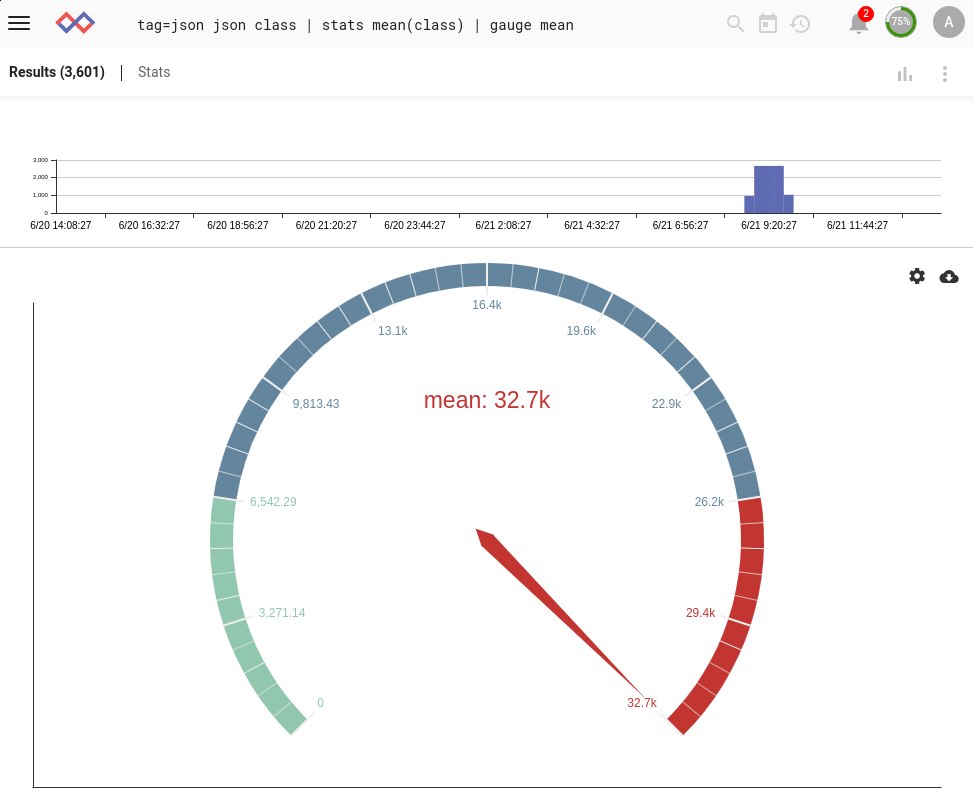 tag=json json class | stats mean(class) | gauge mean
2
75%
A
Results (3,601) | Stats
3,000
2,000
1,000
0
6/20 14:08:27 6/20 16:32:27 6/20 18:56:27 6/20 21:20:27 6/20 23:44:27 6/21 2:08:27 6/21 4:32:27 6/21 6:56:27 6/21 9:20:27 6/21 11:44:27
16.4k
13.1k 19.6k
mean: 32.7k
9,813.43 22.9k
6,542.29 26.2k
3,271.14 29.4k
0 32.7k